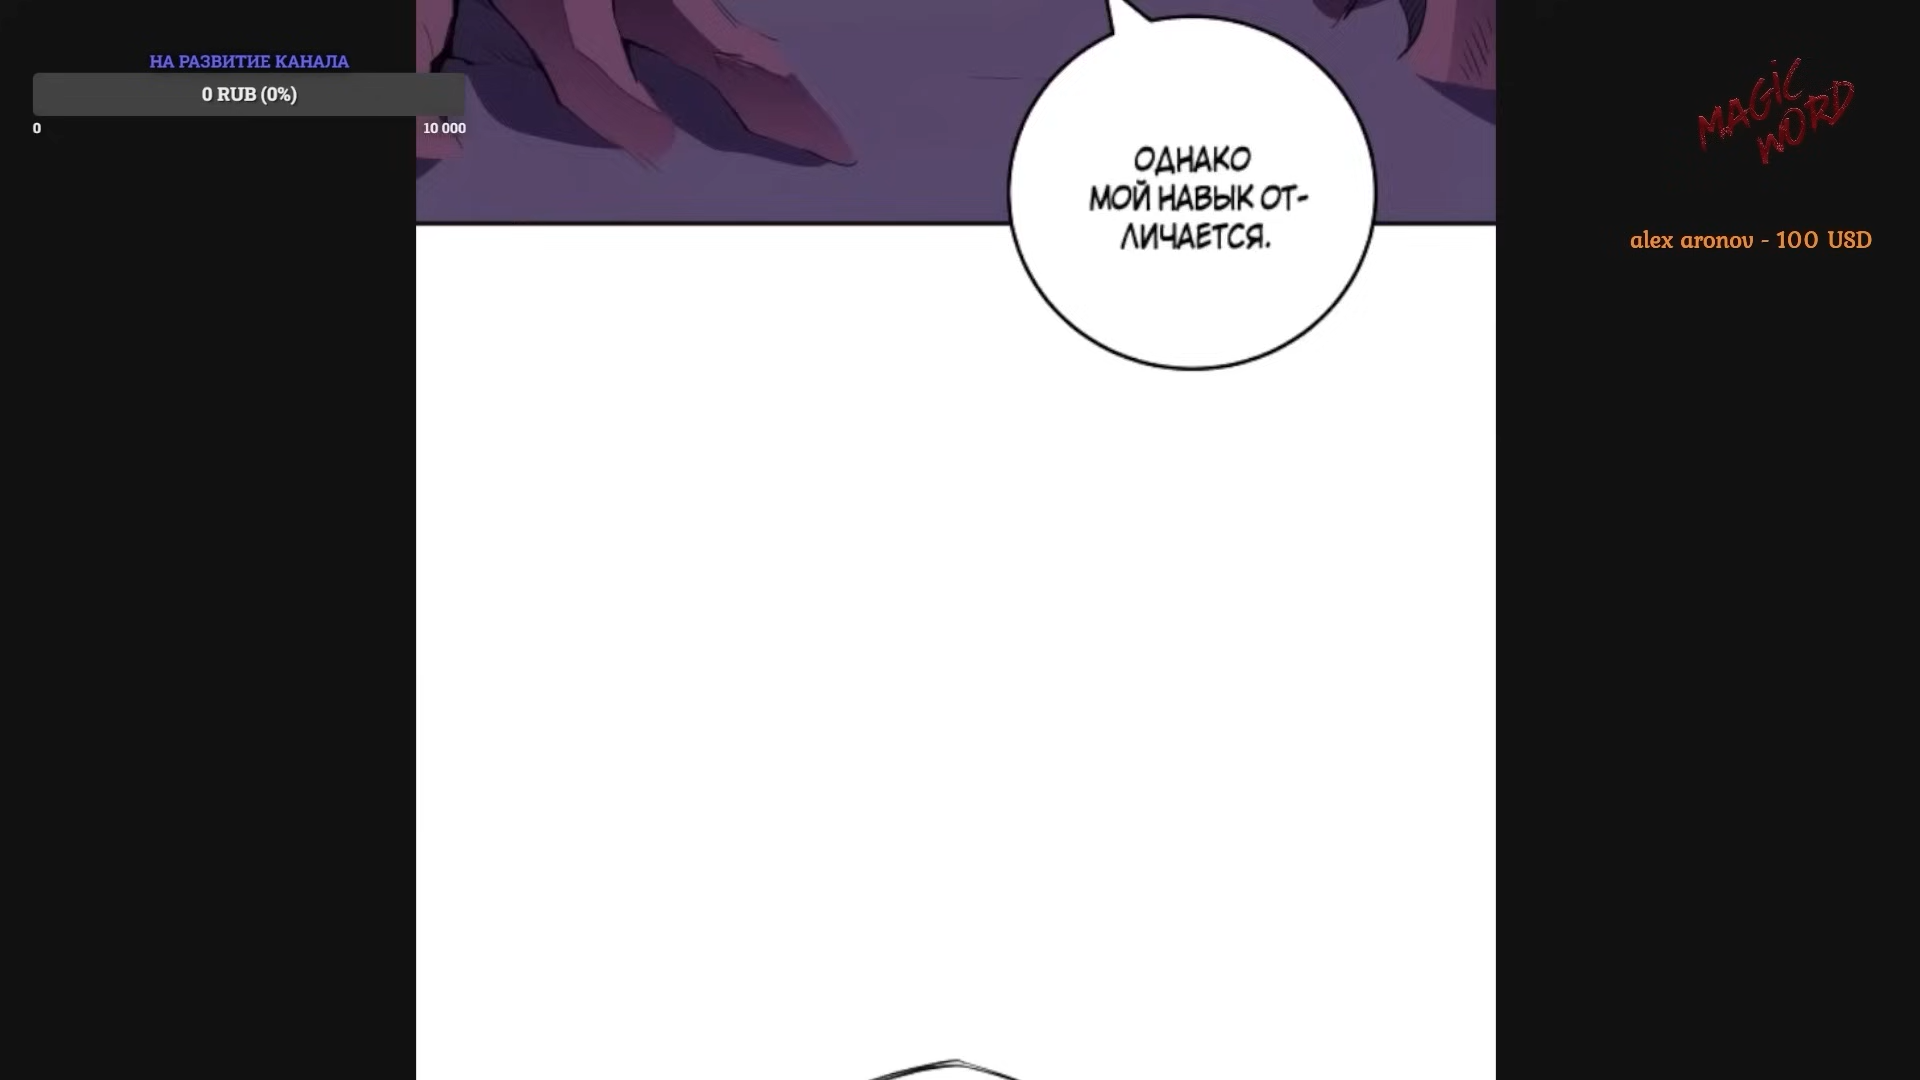 НА РАЗВИТИЕ КАНАЛА
0 RUB (0%)
0
10 000
ОДНАКО
МОЙ НАВЫК ОТ-
ЛИЧАЕТСЯ.
MAGIC
WORD
alex aronov - 100 USD